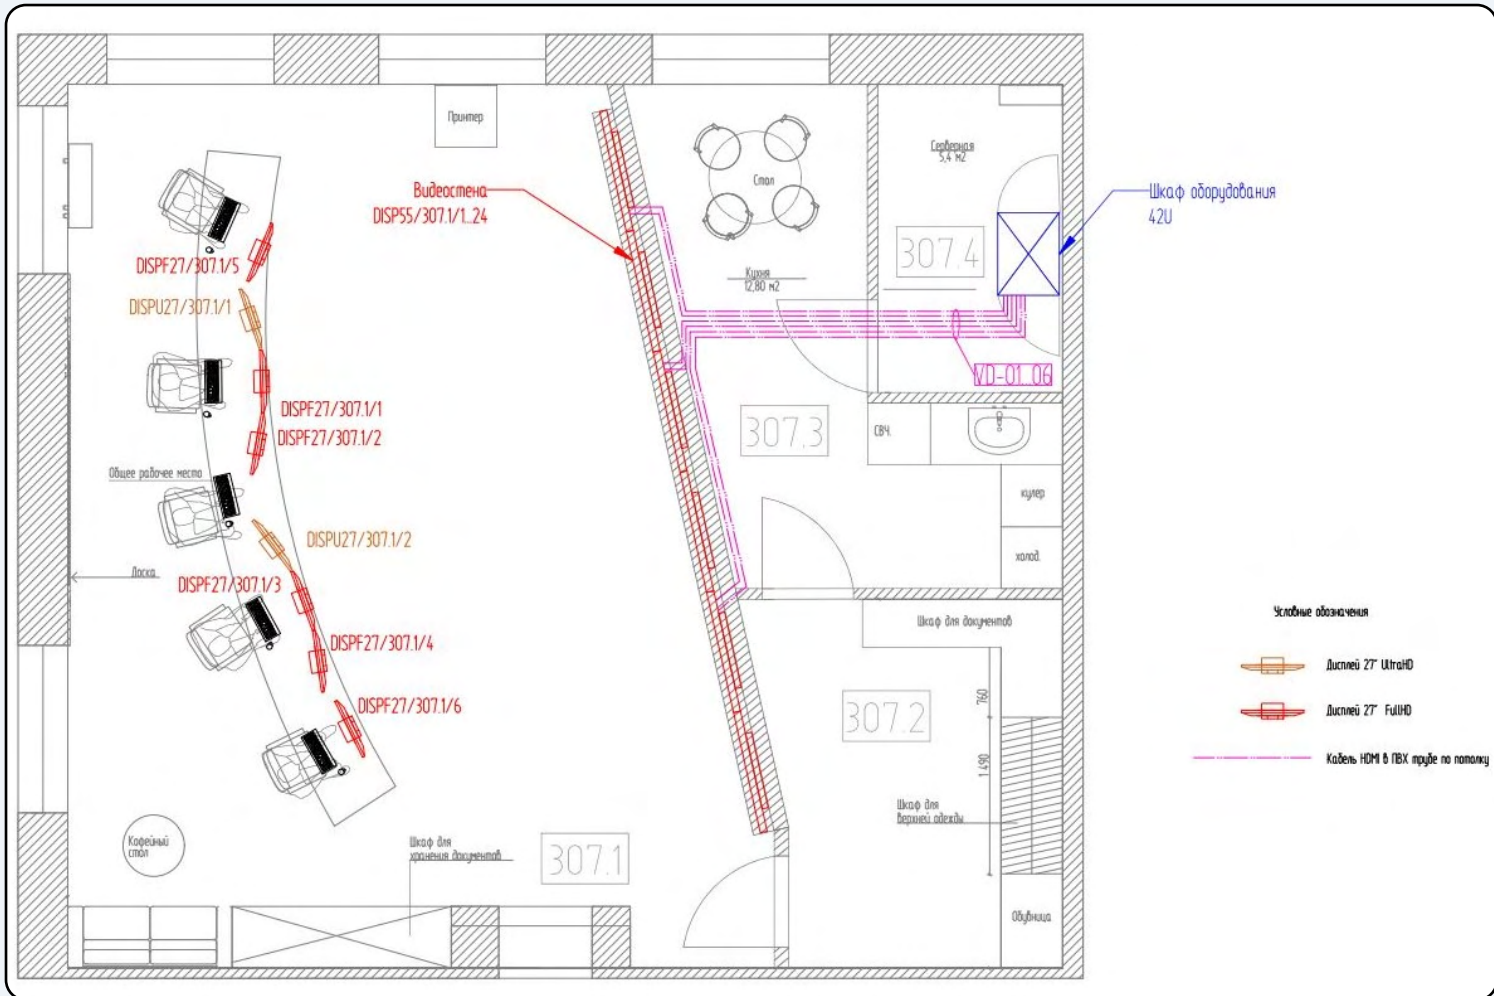 Принтер
Видеостена
DISP55/307.1/1...24
DISPF27/307.1/5
DISPU27/307.1/1
DISPF27/307.1/1
DISPF27/307.1/2
Общее рабочее место
DISPU27/307.1/2
Доска
DISPF27/307.1/3
DISPF27/307.1/4
DISPF27/307.1/6
Кофейный
стол
Шкаф для
хранения документов
307.1
Стол
Кухня
12,80 м2
Серверная
5,4 м2
307.4
Шкаф оборудования
42U
VD-01...06
307.3
СВЧ
кулер
холод.
Шкаф для документов
307.2
760
1 490
Шкаф для
верхней одежды
Обувница
Условные обозначения
Дисплей 27" UltraHD
Дисплей 27" FullHD
Кабель HDMI в ПВХ трубе по потолку